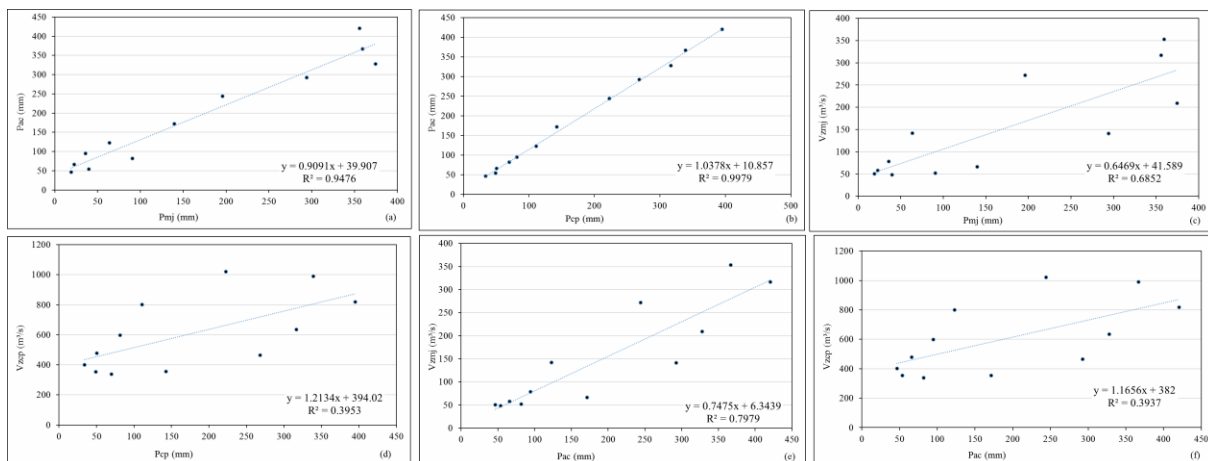 450
400
350
300
250
200
150
100
50
0
Pac (mm)
y = 0.9091x + 39.907
R² = 0.9476
0 50 100 150 200 250 300 350 400
Pmj (mm)
(a)
450
400
350
300
250
200
150
100
50
0
Pac (mm)
y = 1.0378x + 10.857
R² = 0.9979
0 100 200 300 400 500
Pcp (mm)
(b)
400
350
300
250
200
150
100
50
0
Vzmj (m³/s)
y = 0.6469x + 41.589
R² = 0.6852
0 50 100 150 200 250 300 350 400
Pmj (mm)
(c)
1200
1000
800
600
400
200
0
Vzcp (m³/s)
y = 1.2134x + 394.02
R² = 0.3953
0 50 100 150 200 250 300 350 400 450
Pcp (mm)
(d)
400
350
300
250
200
150
100
50
0
Vzmj (m³/s)
y = 0.7475x + 6.3439
R² = 0.7979
0 50 100 150 200 250 300 350 400 450
Pac (mm)
(e)
1200
1000
800
600
400
200
0
Vzcp (m³/s)
y = 1.1656x + 382
R² = 0.3937
0 50 100 150 200 250 300 350 400 450
Pac (mm)
(f)